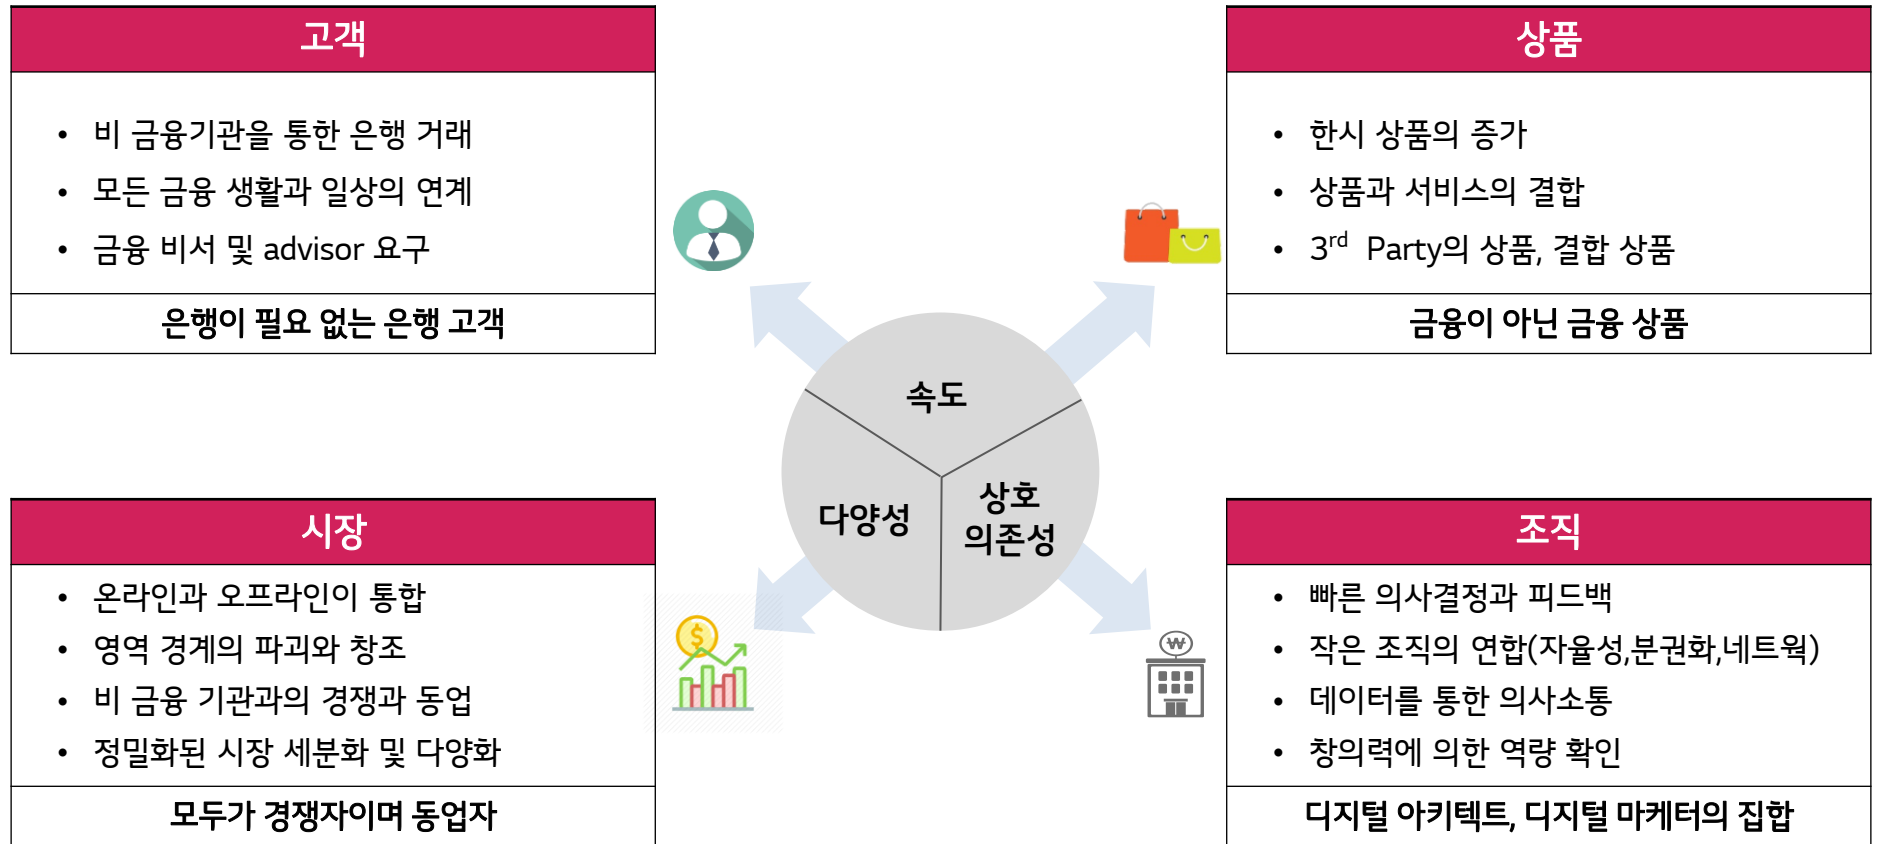 고객
• 비 금융기관을 통한 은행 거래
• 모든 금융 생활과 일상의 연계
• 금융 비서 및 advisor 요구
은행이 필요 없는 은행 고객
상품
• 한시 상품의 증가
• 상품과 서비스의 결합
• 3rd Party의 상품, 결합 상품
금융이 아닌 금융 상품
속도
다양성
상호
의존성
시장
• 온라인과 오프라인이 통합
• 영역 경계의 파괴와 창조
• 비 금융 기관과의 경쟁과 동업
• 정밀화된 시장 세분화 및 다양화
모두가 경쟁자이며 동업자
$
₩
조직
• 빠른 의사결정과 피드백
• 작은 조직의 연합(자율성,분권화,네트웍)
• 데이터를 통한 의사소통
• 창의력에 의한 역량 확인
디지털 아키텍트, 디지털 마케터의 집합